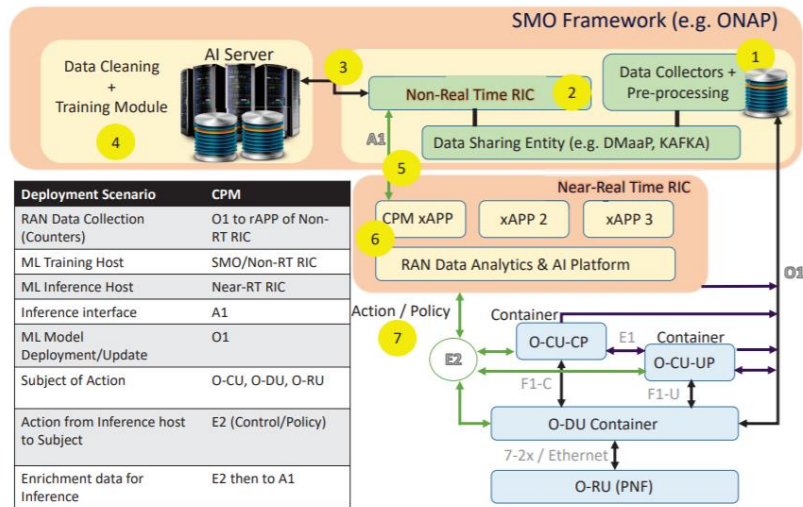 SMO Framework (e.g. ONAP)
Data Cleaning
+
Training Module
4
AI Server
3
Non-Real Time RIC
2
Data Collectors +
Pre-processing
1
A1
Data Sharing Entity (e.g. DMaaP, KAFKA)
5
Near-Real Time RIC
CPM xAPP
xAPP 2
xAPP 3
6
RAN Data Analytics & AI Platform
O1
Action / Policy
7
E2
Container
O-CU-CP
E1
Container
O-CU-UP
F1-C
F1-U
O-DU Container
7-2x / Ethernet
O-RU (PNF)
Deployment Scenario CPM
RAN Data Collection O1 to rAPP of Non-
(Counters) RT RIC
ML Training Host SMO/Non-RT RIC
ML Inference Host Near-RT RIC
Inference interface A1
ML Model O1
Deployment/Update
Subject of Action O-CU, O-DU, O-RU
Action from Inference host E2 (Control/Policy)
to Subject
Enrichment data for E2 then to A1
Inference